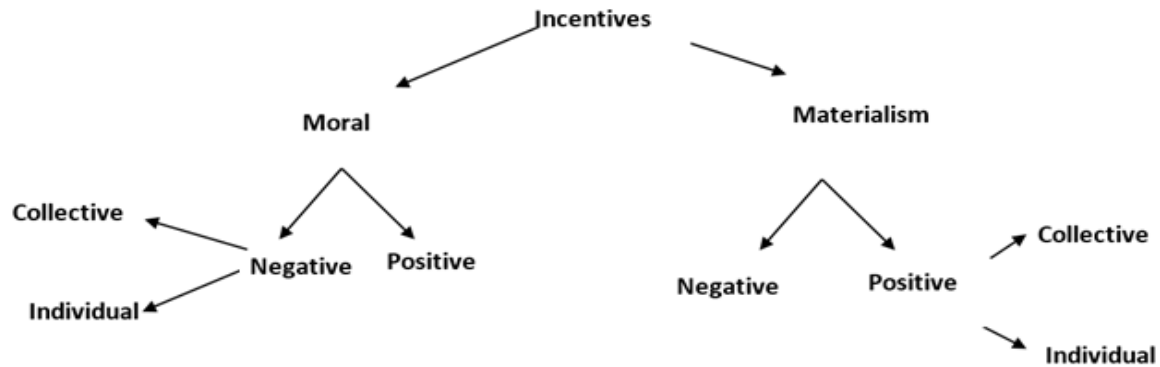 Incentives
Moral
Materialism
Collective
Negative
Positive
Individual
Negative
Positive
Collective
Individual